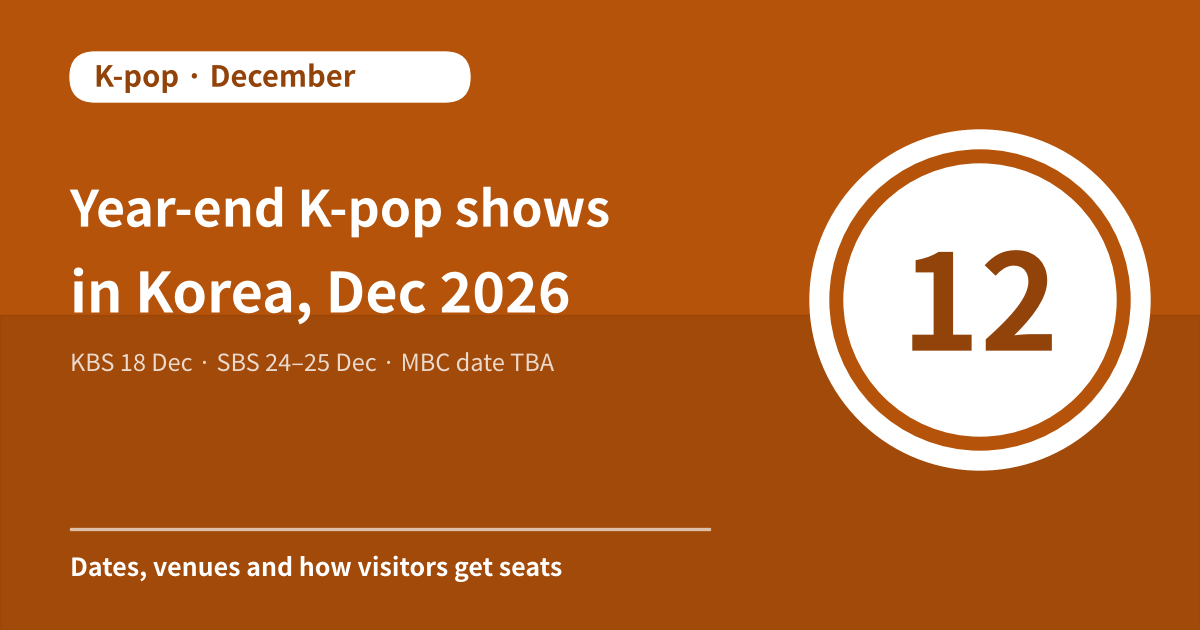 K-pop · December
Year-end K-pop shows
in Korea, Dec 2026
KBS 18 Dec · SBS 24–25 Dec · MBC date TBA
12
Dates, venues and how visitors get seats